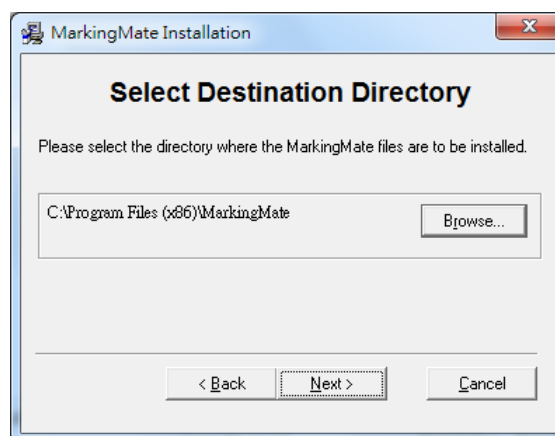 MarkingMate Installation
Select Destination Directory
Please select the directory where the MarkingMate files are to be installed.
C:\Program Files (x86)\MarkingMate
Browse...
< Back
Next >
Cancel